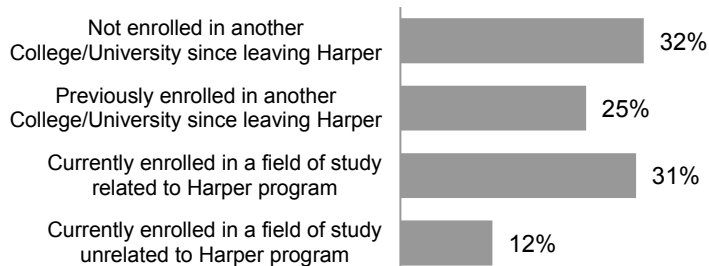 Not enrolled in another
College/University since leaving Harper
32%
Previously enrolled in another
College/University since leaving Harper
25%
Currently enrolled in a field of study
related to Harper program
31%
Currently enrolled in a field of study
unrelated to Harper program
12%